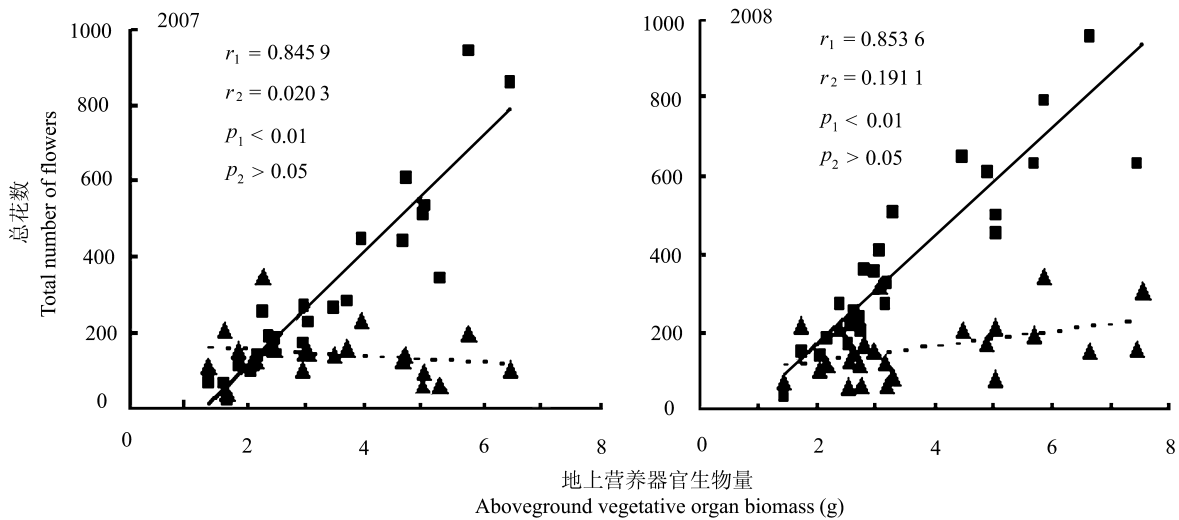 2007
r1 = 0.845 9
r2 = 0.020 3
p1 < 0.01
p2 > 0.05
1000
800
600
400
200
0
0
2
4
6
8
2008
r1 = 0.853 6
r2 = 0.191 1
p1 < 0.01
p2 > 0.05
1000
800
600
400
200
0
0
2
4
6
8
总花数
Total number of flowers
地上营养器官生物量
Aboveground vegetative organ biomass (g)